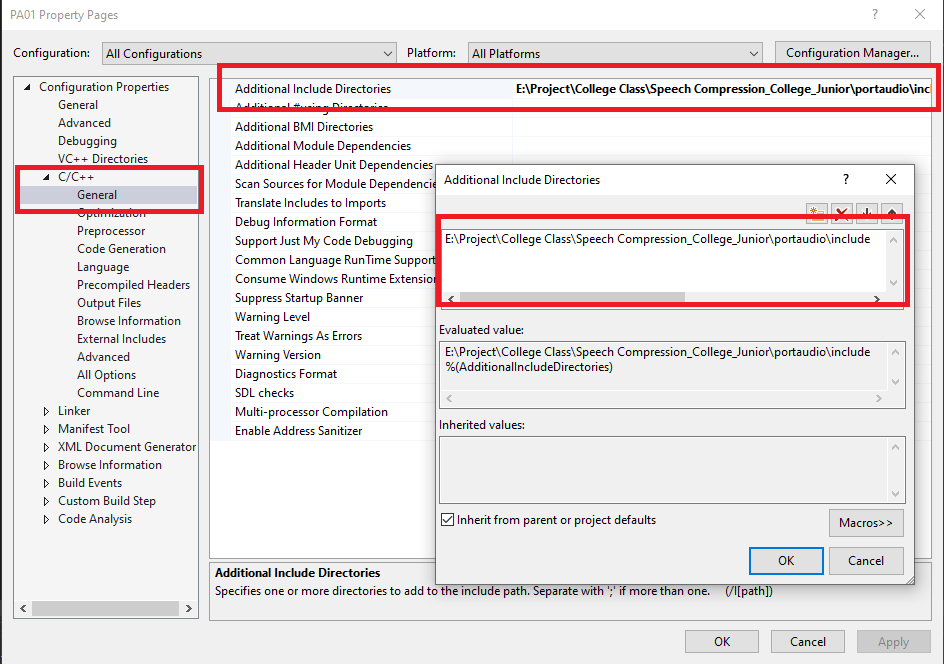 PA01 Property Pages
Configuration: All Configurations Platform: All Platforms Configuration Manager...
Configuration Properties
General
Advanced
Debugging
VC++ Directories
C/C++
General
Optimization
Preprocessor
Code Generation
Language
Precompiled Headers
Output Files
Browse Information
External Includes
Advanced
All Options
Command Line
Linker
Manifest Tool
XML Document Generator
Browse Information
Build Events
Custom Build Step
Code Analysis
Additional Include Directories E:\Project\College Class\Speech Compression_College_Junior\portaudio\incl
Additional #using Directories
Additional BMI Directories
Additional Module Dependencies
Additional Header Unit Dependencies
Scan Sources for Module Dependencie
Translate Includes to Imports
Debug Information Format
Support Just My Code Debugging
Common Language RunTime Support
Consume Windows Runtime Extension
Suppress Startup Banner
Warning Level
Treat Warnings As Errors
Warning Version
Diagnostics Format
SDL checks
Multi-processor Compilation
Enable Address Sanitizer
Additional Include Directories
E:\Project\College Class\Speech Compression_College_Junior\portaudio\include
Evaluated value:
E:\Project\College Class\Speech Compression_College_Junior\portaudio\include
%(AdditionalIncludeDirectories)
Inherited values:
Inherit from parent or project defaults
Macros>>
OK Cancel
Additional Include Directories
Specifies one or more directories to add to the include path. Separate with ';' if more than one. (/I[path])
OK Cancel Apply